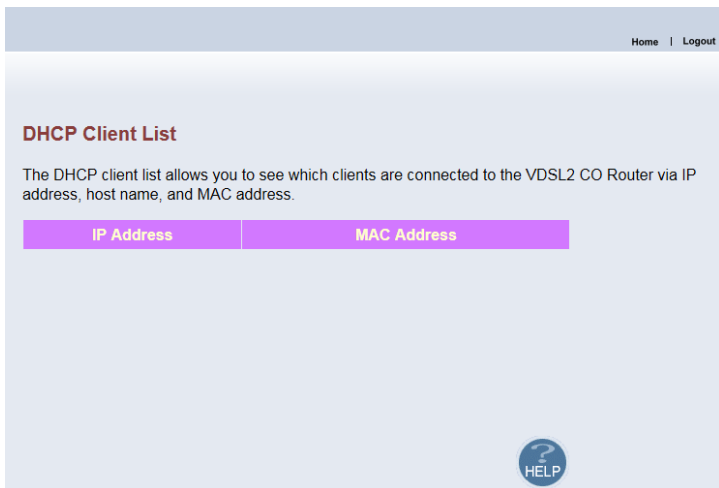 Home | Logout
DHCP Client List
The DHCP client list allows you to see which clients are connected to the VDSL2 CO Router via IP
address, host name, and MAC address.
IP Address MAC Address
?
HELP